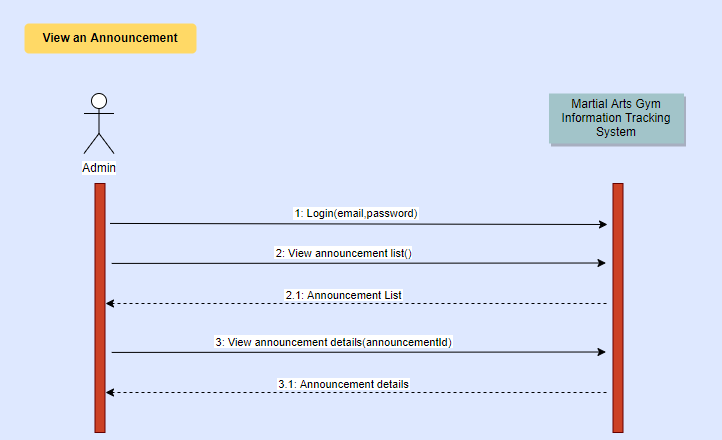 View an Announcement
Martial Arts Gym
Information Tracking
System
Admin
1: Login(email,password)
2: View announcement list()
2.1: Announcement List
3: View announcement details(announcementId)
3.1: Announcement details